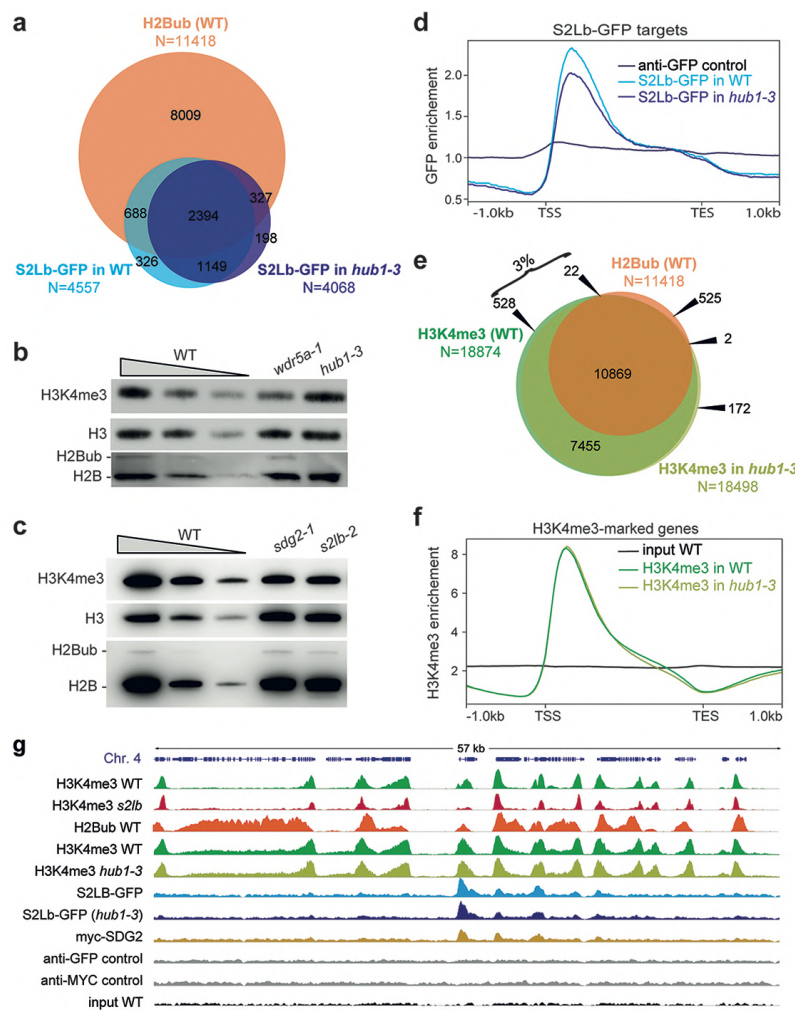 a
H2Bub (WT)
N=11418
8009
688
2394
327
198
326
1149
S2Lb-GFP in WT
N=4557
S2Lb-GFP in hub1-3
N=4068
b
WT
wdr5a-1
hub1-3
H3K4me3
H3
H2Bub
H2B
c
WT
sdg2-1
s2lb-2
H3K4me3
H3
H2Bub
H2B
d
S2Lb-GFP targets
anti-GFP control
S2Lb-GFP in WT
S2Lb-GFP in hub1-3
GFP enrichement
2.0
1.5
1.0
0.5
-1.0kb
TSS
TES
1.0kb
e
3%
528
22
H2Bub (WT)
N=11418
525
2
172
H3K4me3 (WT)
N=18874
10869
7455
H3K4me3 in hub1-3
N=18498
f
H3K4me3-marked genes
input WT
H3K4me3 in WT
H3K4me3 in hub1-3
H3K4me3 enrichement
8
6
4
2
-1.0kb
TSS
TES
1.0kb
g
57 kb
Chr. 4
H3K4me3 WT
H3K4me3 s2lb
H2Bub WT
H3K4me3 WT
H3K4me3 hub1-3
S2LB-GFP
S2Lb-GFP (hub1-3)
myc-SDG2
anti-GFP control
anti-MYC control
input WT